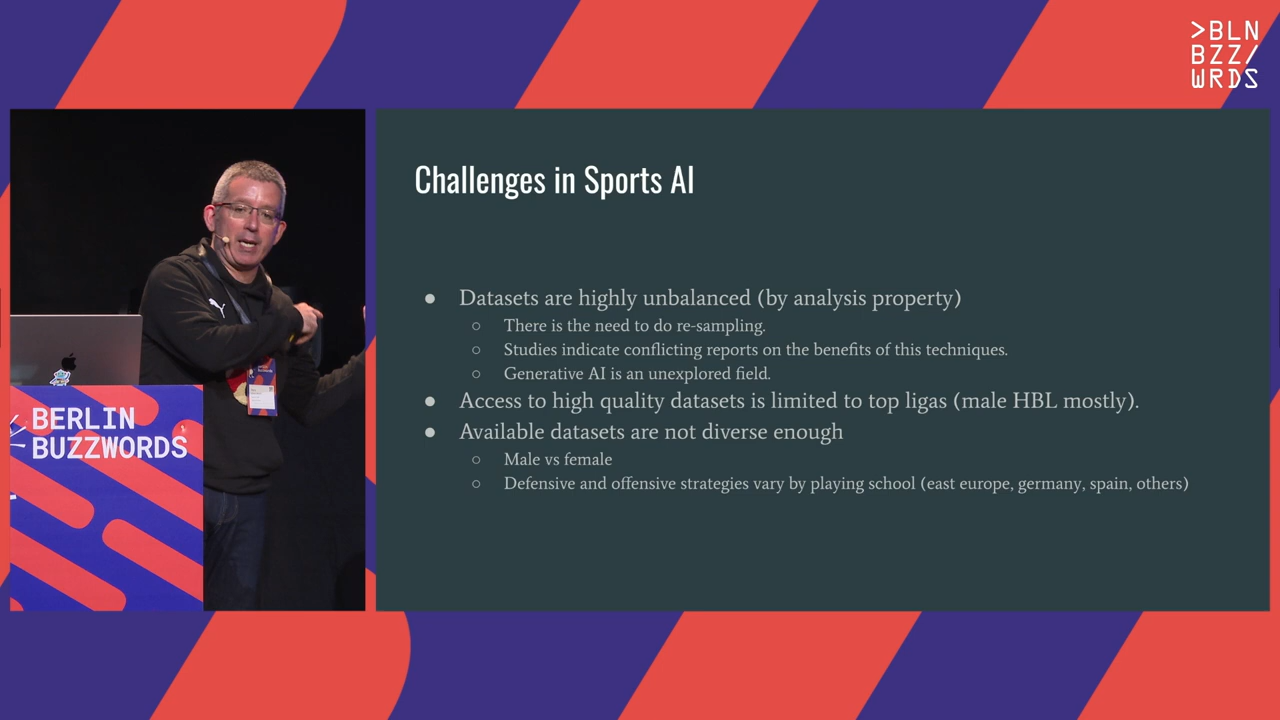 >BLN
BZZ/
WRDS
Challenges in Sports AI
● Datasets are highly unbalanced (by analysis property)
○ There is the need to do re-sampling.
○ Studies indicate conflicting reports on the benefits of this techniques.
○ Generative AI is an unexplored field.
● Access to high quality datasets is limited to top ligas (male HBL mostly).
● Available datasets are not diverse enough
○ Male vs female
○ Defensive and offensive strategies vary by playing school (east europe, germany, spain, others)
BERLIN
BUZZWORDS